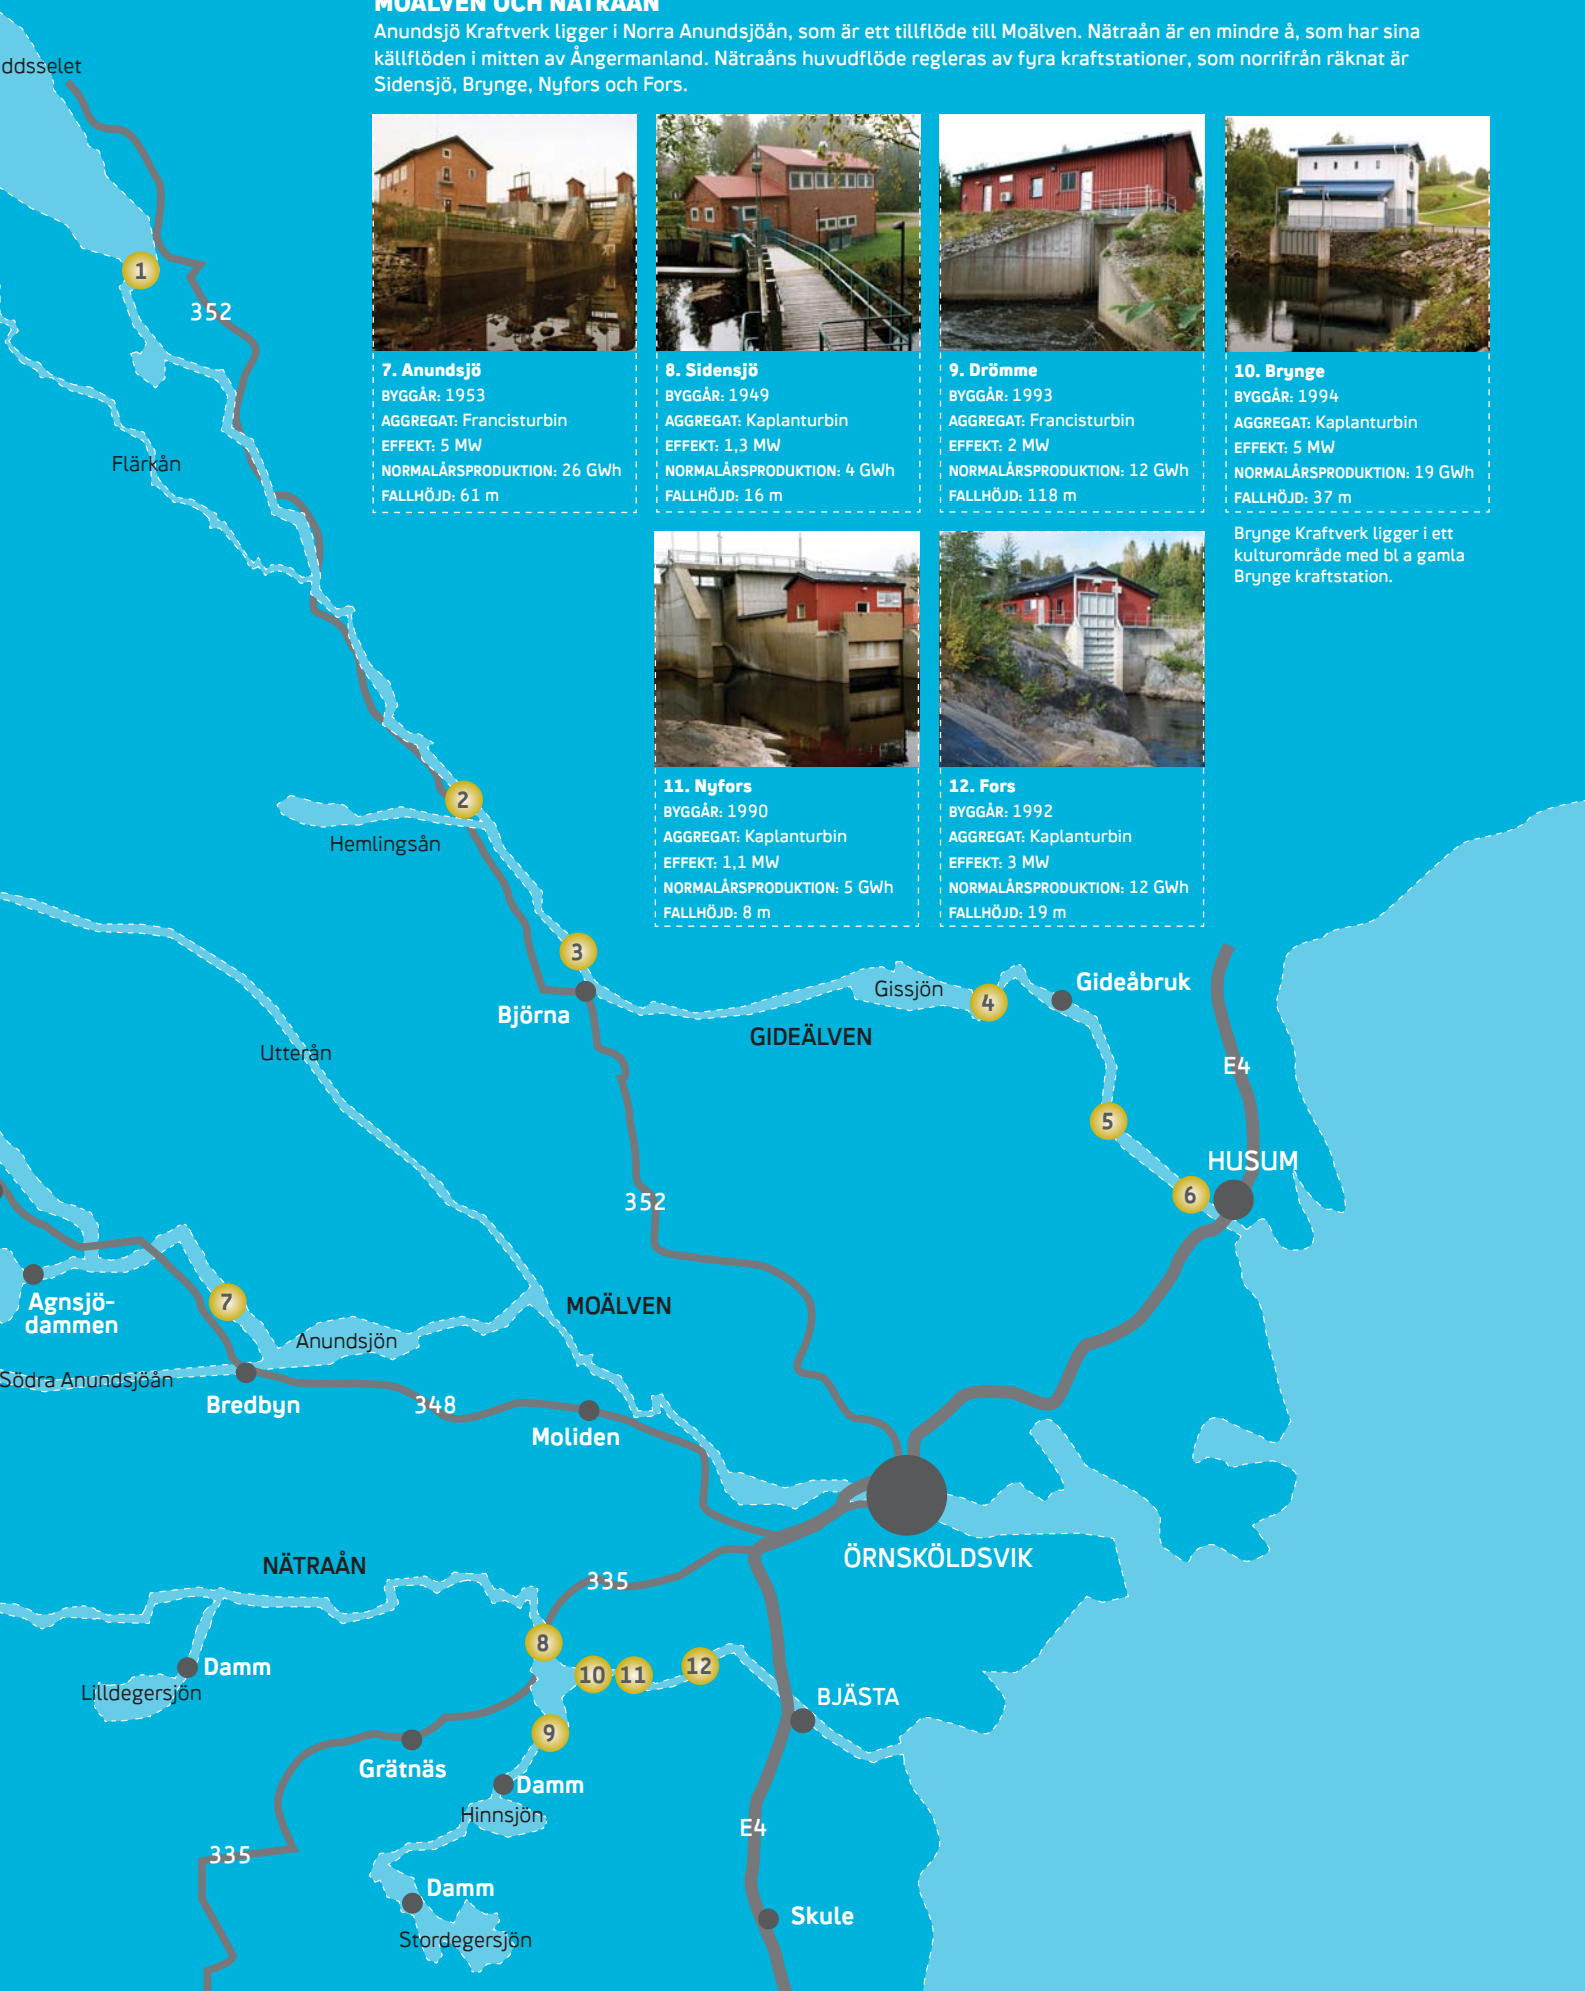 MOÄLVEN OCH NÄTRAÅN
Anundsjö Kraftverk ligger i Norra Anundsjöån, som är ett tillflöde till Moälven. Nätraån är en mindre å, som har sina
källflöden i mitten av Ångermanland. Nätraåns huvudflöde regleras av fyra kraftstationer, som norrifrån räknat är
Sidensjö, Brynge, Nyfors och Fors.
7. Anundsjö
BYGGÅR: 1953
AGGREGAT: Francisturbin
EFFEKT: 5 MW
NORMALÅRSPRODUKTION: 26 GWh
FALLHÖJD: 61 m
8. Sidensjö
BYGGÅR: 1949
AGGREGAT: Kaplanturbin
EFFEKT: 1,3 MW
NORMALÅRSPRODUKTION: 4 GWh
FALLHÖJD: 16 m
9. Drömme
BYGGÅR: 1993
AGGREGAT: Francisturbin
EFFEKT: 2 MW
NORMALÅRSPRODUKTION: 12 GWh
FALLHÖJD: 118 m
10. Brynge
BYGGÅR: 1994
AGGREGAT: Kaplanturbin
EFFEKT: 5 MW
NORMALÅRSPRODUKTION: 19 GWh
FALLHÖJD: 37 m
Brynge Kraftverk ligger i ett
kulturområde med bl a gamla
Brynge kraftstation.
11. Nyfors
BYGGÅR: 1990
AGGREGAT: Kaplanturbin
EFFEKT: 1,1 MW
NORMALÅRSPRODUKTION: 5 GWh
FALLHÖJD: 8 m
12. Fors
BYGGÅR: 1992
AGGREGAT: Kaplanturbin
EFFEKT: 3 MW
NORMALÅRSPRODUKTION: 12 GWh
FALLHÖJD: 19 m
ddsselet
1
352
Flärkån
2
Hemlingsån
3
Björna
Gissjön
4
Gideåbruk
GIDEÄLVEN
Utterån
E4
5
HUSUM
6
352
Agnsjö-
dammen
7
MOÄLVEN
Anundsjön
Södra Anundsjöån
Bredbyn
348
Moliden
ÖRNSKÖLDSVIK
NÄTRAÅN
335
8
Damm
10
11
12
Lilldegersjön
BJÄSTA
9
Grätnäs
Damm
Hinnsjön
E4
335
Damm
Skule
Stordegersjön